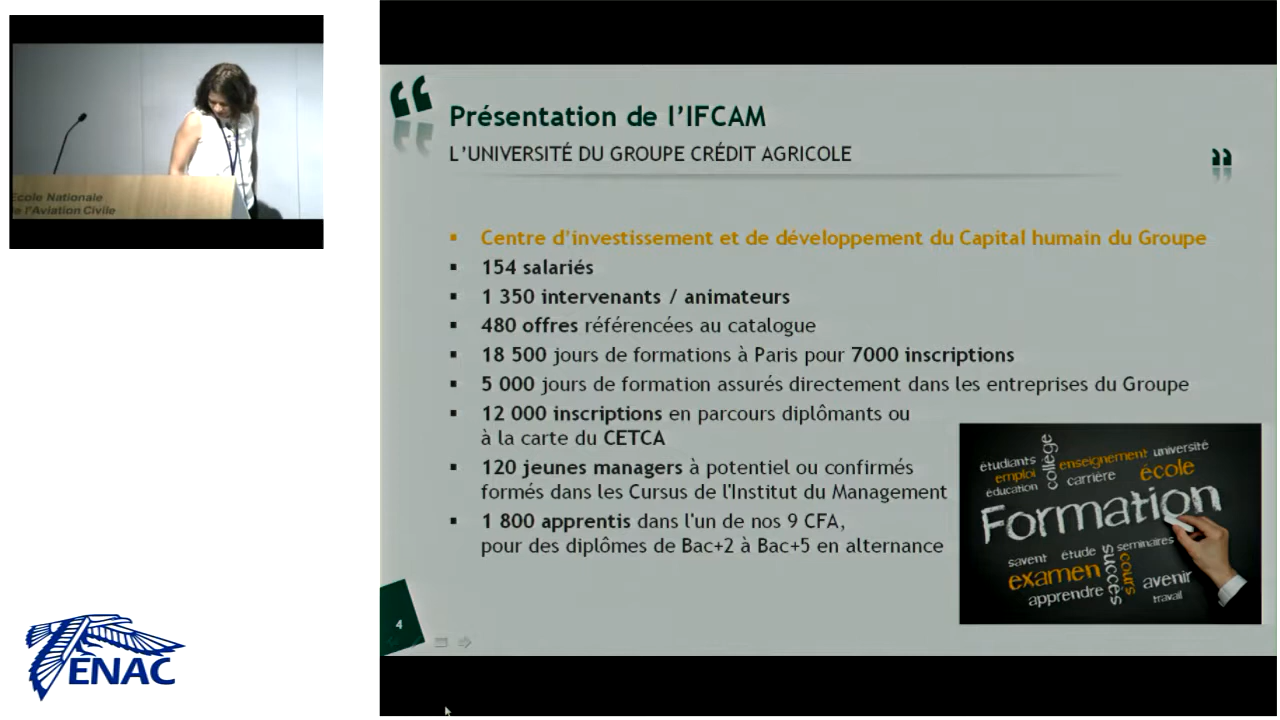 Ecole Nationale
de l'Aviation Civile
ENAC
Présentation de l'IFCAM
L'UNIVERSITÉ DU GROUPE CRÉDIT AGRICOLE
Centre d'investissement et de développement du Capital humain du Groupe
154 salariés
1 350 intervenants / animateurs
480 offres référencées au catalogue
18 500 jours de formations à Paris pour 7000 inscriptions
5 000 jours de formation assurés directement dans les entreprises du Groupe
12 000 inscriptions en parcours diplômants ou
à la carte du CETCA
120 jeunes managers à potentiel ou confirmés
formés dans les Cursus de l'Institut du Management
1 800 apprentis dans l'un de nos 9 CFA,
pour des diplômes de Bac+2 à Bac+5 en alternance
étudiants collège enseignement université
emploi carrière école
éducation
Formation
savent étude seminaires
examen succès cours avenir
apprendre travail
4